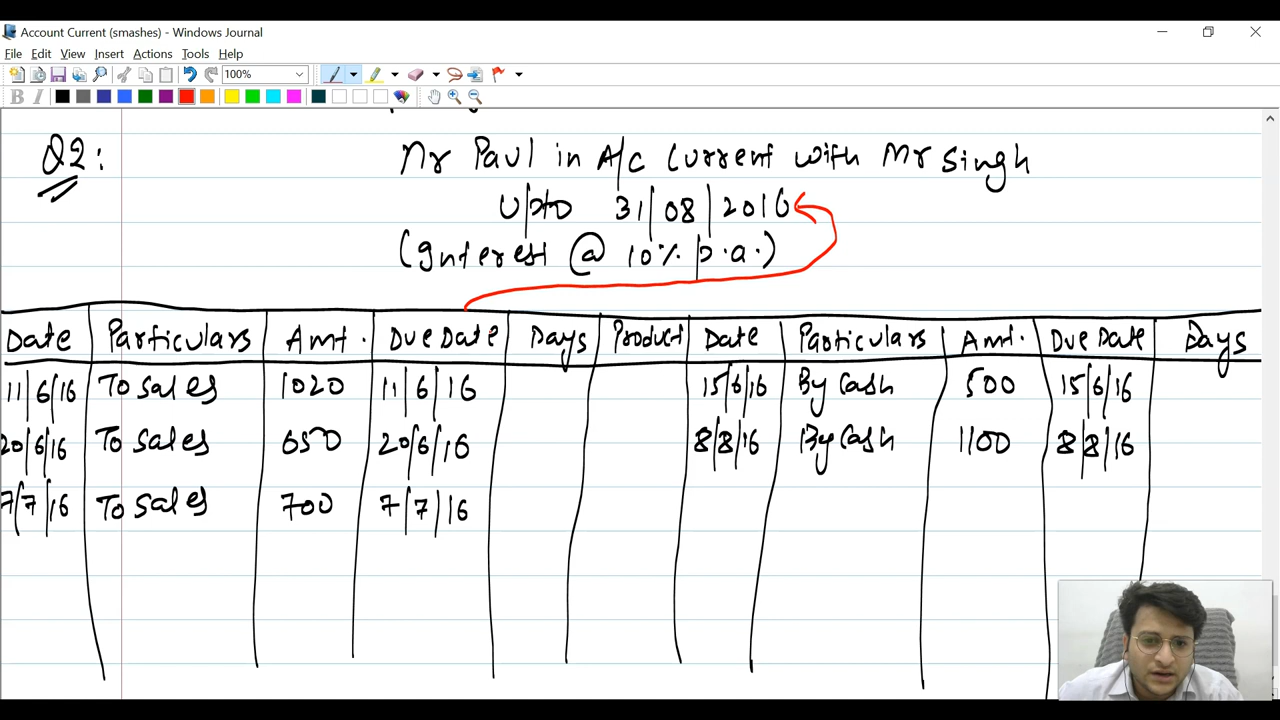 Account Current (smashes) - Windows Journal
File Edit View Insert Actions Tools Help
100%
B I
Q2:
Mr Paul in A/c Current with Mr Singh
Upto 31/08/2016
(Interest @ 10% p.a.)
Date Particulars Amt. Due Date Days Product Date Particulars Amt. Due Date Days
11/6/16 To Sales 1020 11/6/16 15/6/16 By Cash 500 15/6/16
20/6/16 To Sales 650 20/6/16 8/8/16 By Cash 1100 8/8/16
7/7/16 To Sales 700 7/7/16